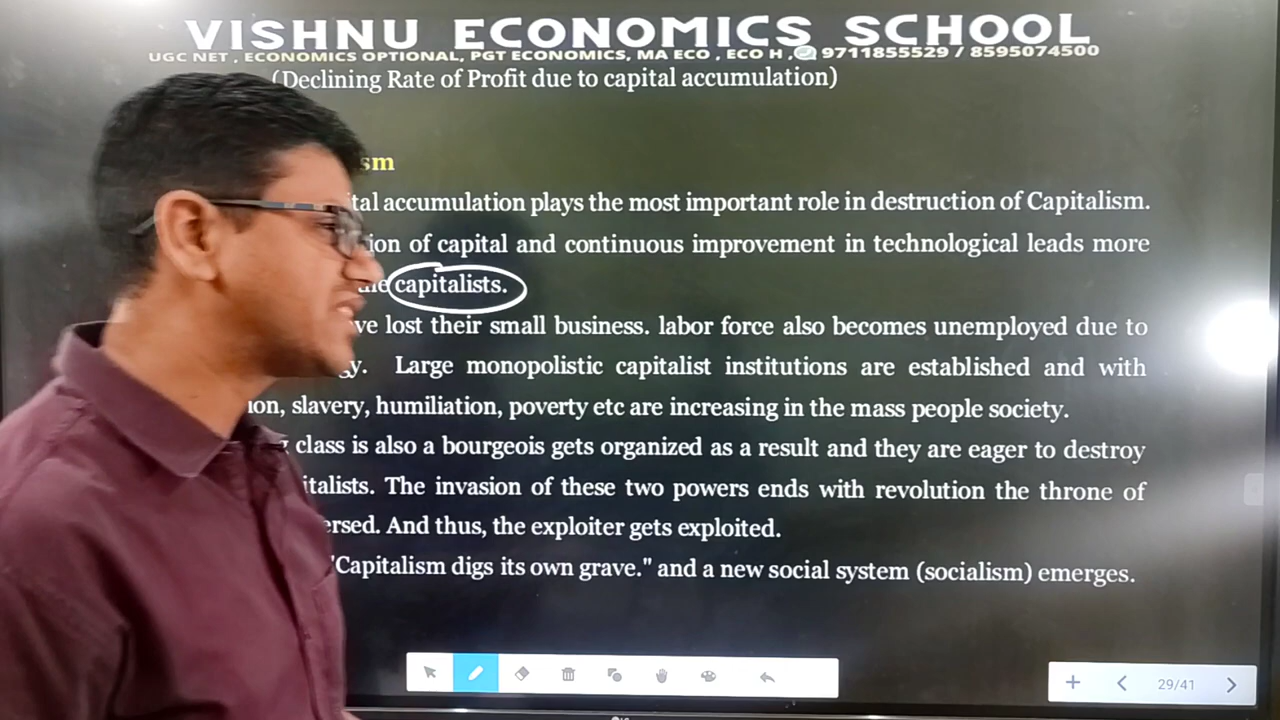 VISHNU ECONOMICS SCHOOL
UGC NET , ECONOMICS OPTIONAL, PGT ECONOMICS, MA ECO , ECO H , 9711855529 / 8595074500
(Declining Rate of Profit due to capital accumulation)
sm
tal accumulation plays the most important role in destruction of Capitalism.
ion of capital and continuous improvement in technological leads more
capitalists.
ve lost their small business. labor force also becomes unemployed due to
gy. Large monopolistic capitalist institutions are established and with
ion, slavery, humiliation, poverty etc are increasing in the mass people society.
class is also a bourgeois gets organized as a result and they are eager to destroy
italists. The invasion of these two powers ends with revolution the throne of
ersed. And thus, the exploiter gets exploited.
"Capitalism digs its own grave." and a new social system (socialism) emerges.
29/41